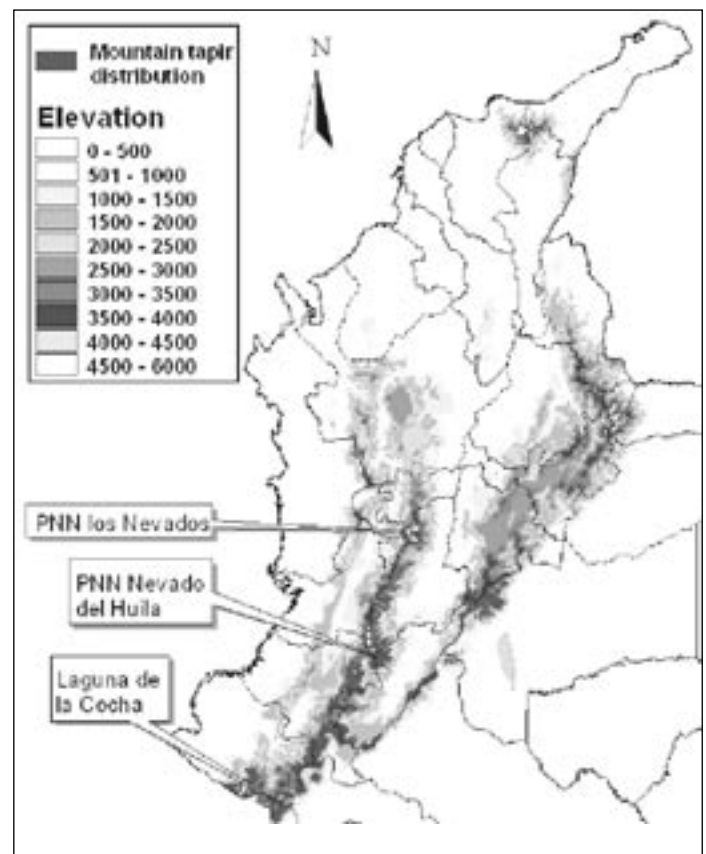 N
Mountain tapir
distribution
Elevation
0 - 500
501 - 1000
1000 - 1500
1500 - 2000
2000 - 2500
2500 - 3000
3000 - 3500
3500 - 4000
4000 - 4500
4500 - 6000
PNN los Nevados
PNN Nevado
del Huila
Laguna de
la Cocha